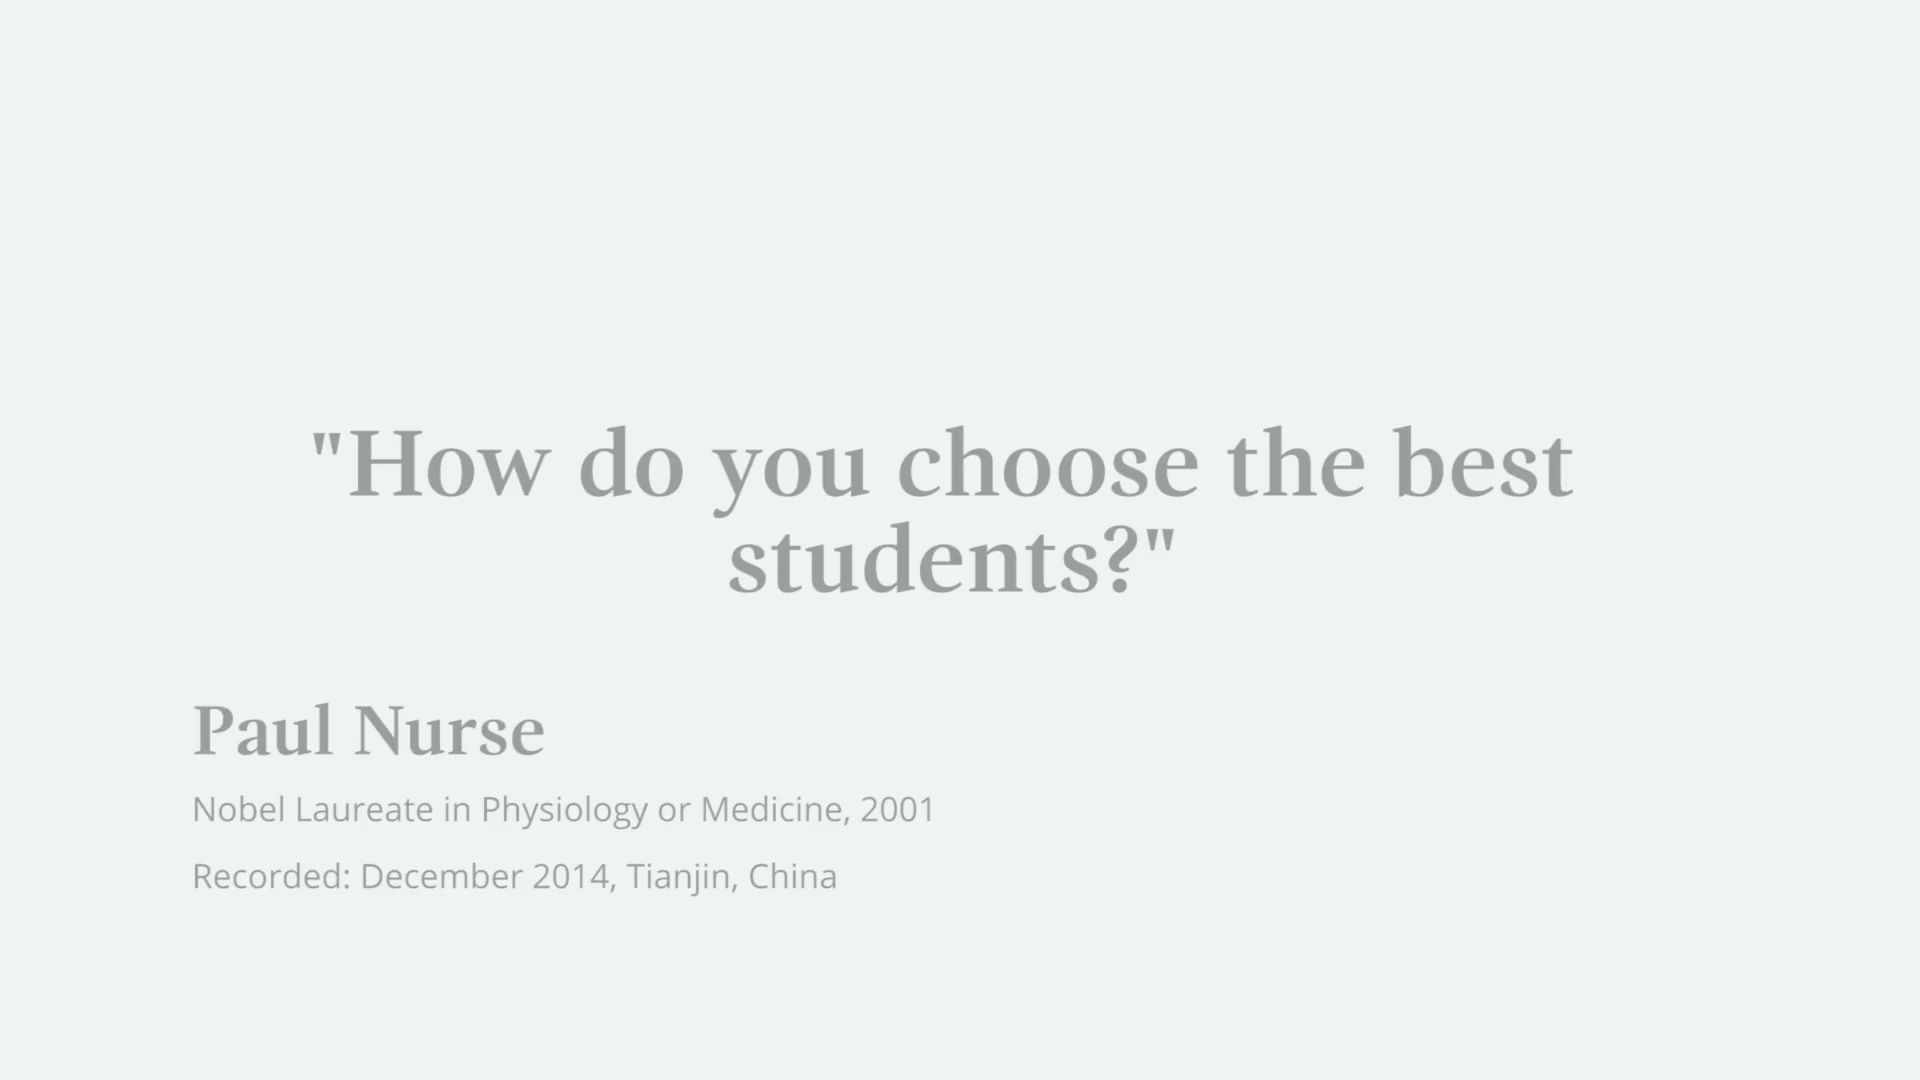 "How do you choose the best
students?"
Paul Nurse
Nobel Laureate in Physiology or Medicine, 2001
Recorded: December 2014, Tianjin, China